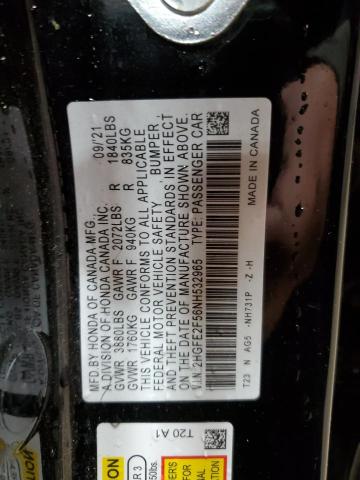 MFD BY HONDA OF CANADA MFG., 09/'21
A DIVISION OF HONDA CANADA INC.
GVWR 3880LBS GAWR F 2072LBS R 1840LBS
GVWR 1760KG GAWR F 940KG R 835KG
THIS VEHICLE CONFORMS TO ALL APPLICABLE
FEDERAL MOTOR VEHICLE SAFETY , BUMPER ,
AND THEFT PREVENTION STANDARDS IN EFFECT
ON THE DATE OF MANUFACTURE SHOWN ABOVE.
V.I.N: 2HGFE2F56NH532965 TYPE: PASSENGER CAR
T23 N AG5 -NH731P -Z -H MADE IN CANADA
T20 A1